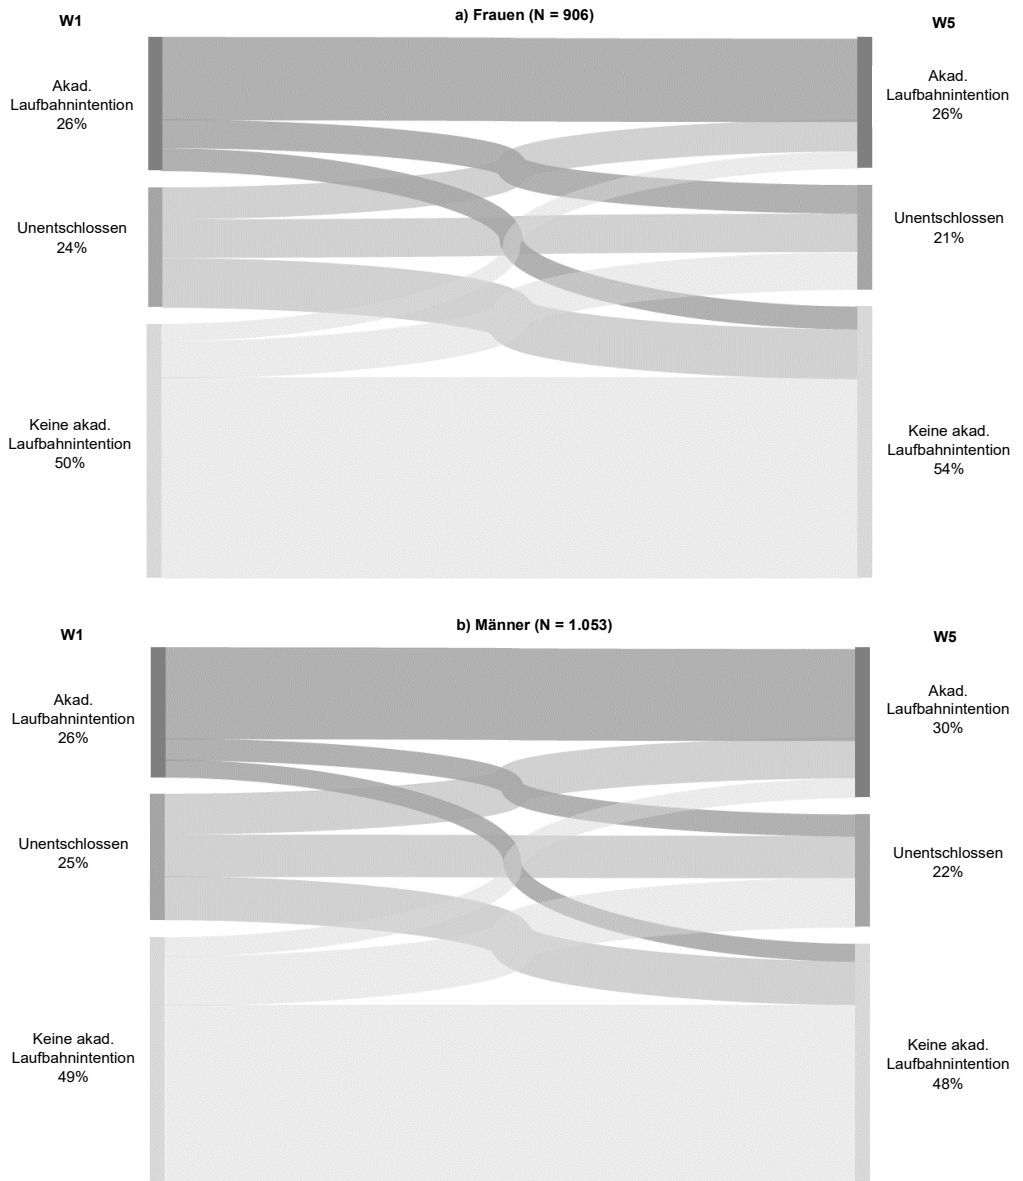 a) Frauen (N = 906)
W1
W5
Akad.
Laufbahnintention
26%
Akad.
Laufbahnintention
26%
Unentschlossen
24%
Unentschlossen
21%
Keine akad.
Laufbahnintention
50%
Keine akad.
Laufbahnintention
54%
b) Männer (N = 1.053)
W1
W5
Akad.
Laufbahnintention
26%
Akad.
Laufbahnintention
30%
Unentschlossen
25%
Unentschlossen
22%
Keine akad.
Laufbahnintention
49%
Keine akad.
Laufbahnintention
48%